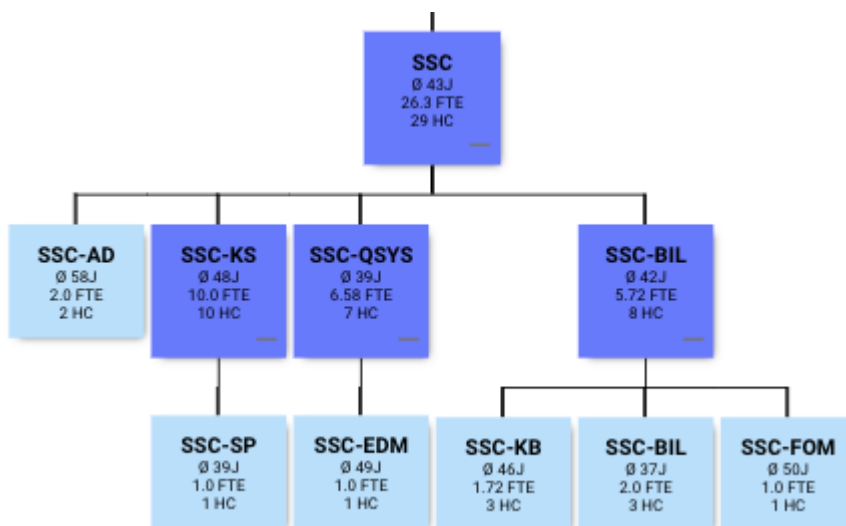 SSC
Ø 43J
26.3 FTE
29 HC
SSC-AD
Ø 58J
2.0 FTE
2 HC
SSC-KS
Ø 48J
10.0 FTE
10 HC
SSC-QSYS
Ø 39J
6.58 FTE
7 HC
SSC-BIL
Ø 42J
5.72 FTE
8 HC
SSC-SP
Ø 39J
1.0 FTE
1 HC
SSC-EDM
Ø 49J
1.0 FTE
1 HC
SSC-KB
Ø 46J
1.72 FTE
3 HC
SSC-BIL
Ø 37J
2.0 FTE
3 HC
SSC-FOM
Ø 50J
1.0 FTE
1 HC